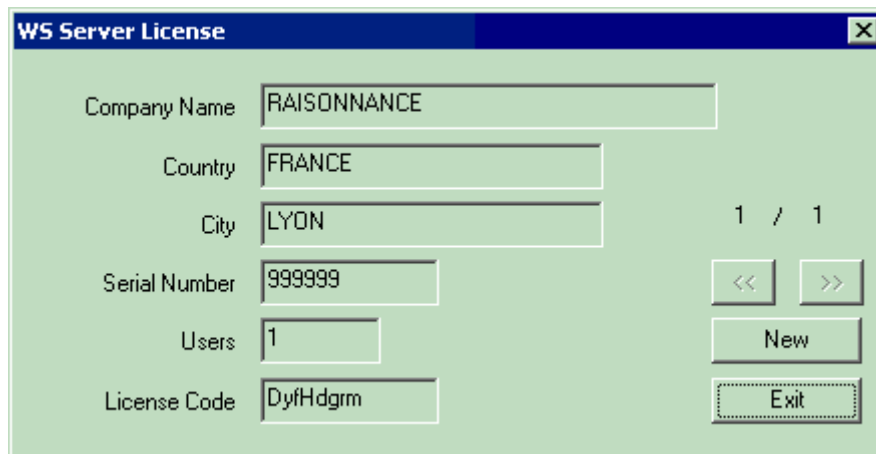 WS Server License
Company Name RAISONNANCE
Country FRANCE
City LYON
1 / 1
Serial Number 999999
<< >>
Users 1
New
License Code DyfHdgrm
Exit